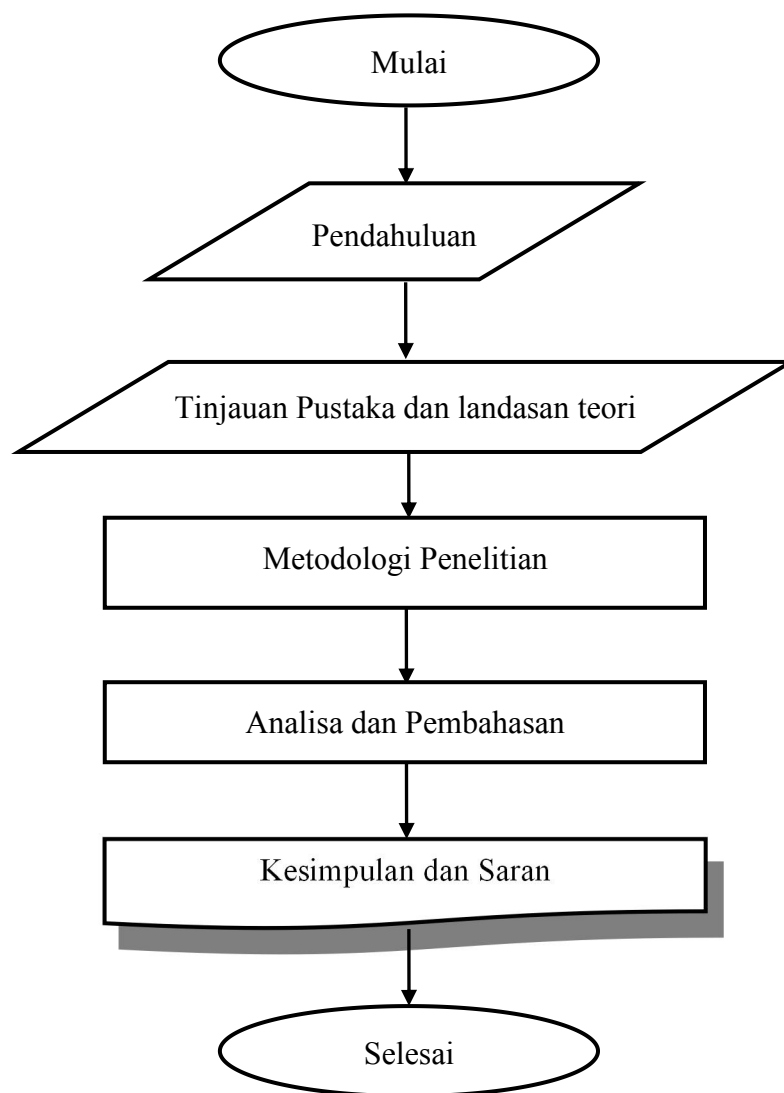 Mulai
Pendahuluan
Tinjauan Pustaka dan landasan teori
Metodologi Penelitian
Analisa dan Pembahasan
Kesimpulan dan Saran
Selesai